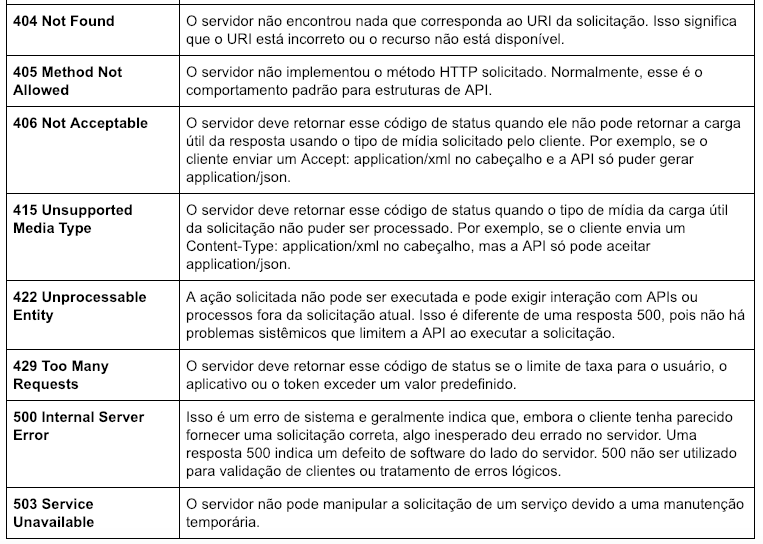 404 Not Found
O servidor não encontrou nada que corresponda ao URI da solicitação. Isso significa
que o URI está incorreto ou o recurso não está disponível.
405 Method Not
Allowed
O servidor não implementou o método HTTP solicitado. Normalmente, esse é o
comportamento padrão para estruturas de API.
406 Not Acceptable
O servidor deve retornar esse código de status quando ele não pode retornar a carga
útil da resposta usando o tipo de mídia solicitado pelo cliente. Por exemplo, se o
cliente enviar um Accept: application/xml no cabeçalho e a API só puder gerar
application/json.
415 Unsupported
Media Type
O servidor deve retornar esse código de status quando o tipo de mídia da carga útil
da solicitação não puder ser processado. Por exemplo, se o cliente envia um
Content-Type: application/xml no cabeçalho, mas a API só pode aceitar
application/json.
422 Unprocessable
Entity
A ação solicitada não pode ser executada e pode exigir interação com APIs ou
processos fora da solicitação atual. Isso é diferente de uma resposta 500, pois não há
problemas sistêmicos que limitem a API ao executar a solicitação.
429 Too Many
Requests
O servidor deve retornar esse código de status se o limite de taxa para o usuário, o
aplicativo ou o token exceder um valor predefinido.
500 Internal Server
Error
Isso é um erro de sistema e geralmente indica que, embora o cliente tenha parecido
fornecer uma solicitação correta, algo inesperado deu errado no servidor. Uma
resposta 500 indica um defeito de software do lado do servidor. 500 não ser utilizado
para validação de clientes ou tratamento de erros lógicos.
503 Service
Unavailable
O servidor não pode manipular a solicitação de um serviço devido a uma manutenção
temporária.